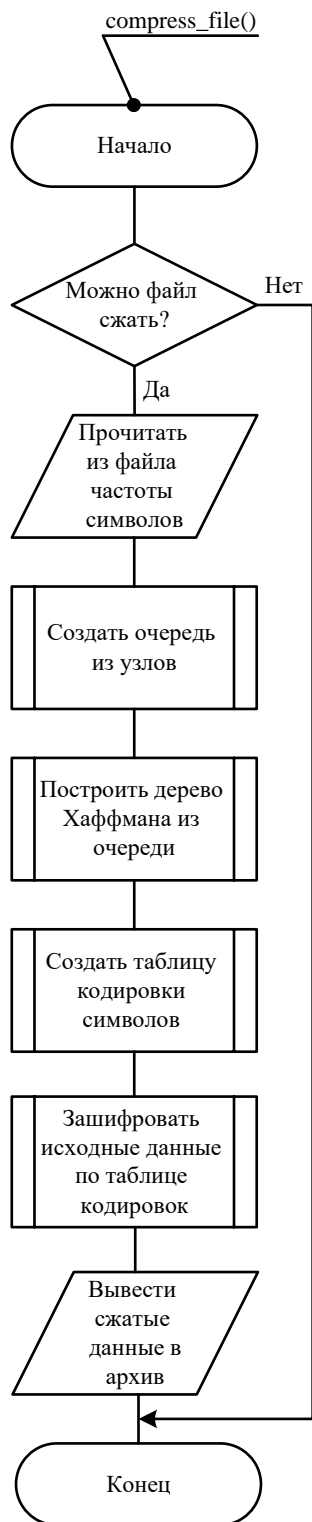 compress_file()
Начало
Можно файл
сжать?
Нет
Да
Прочитать
из файла
частоты
символов
Создать очередь
из узлов
Построить дерево
Хаффмана из
очереди
Создать таблицу
кодировки
символов
Зашифровать
исходные данные
по таблице
кодировок
Вывести
сжатые
данные в
архив
Конец